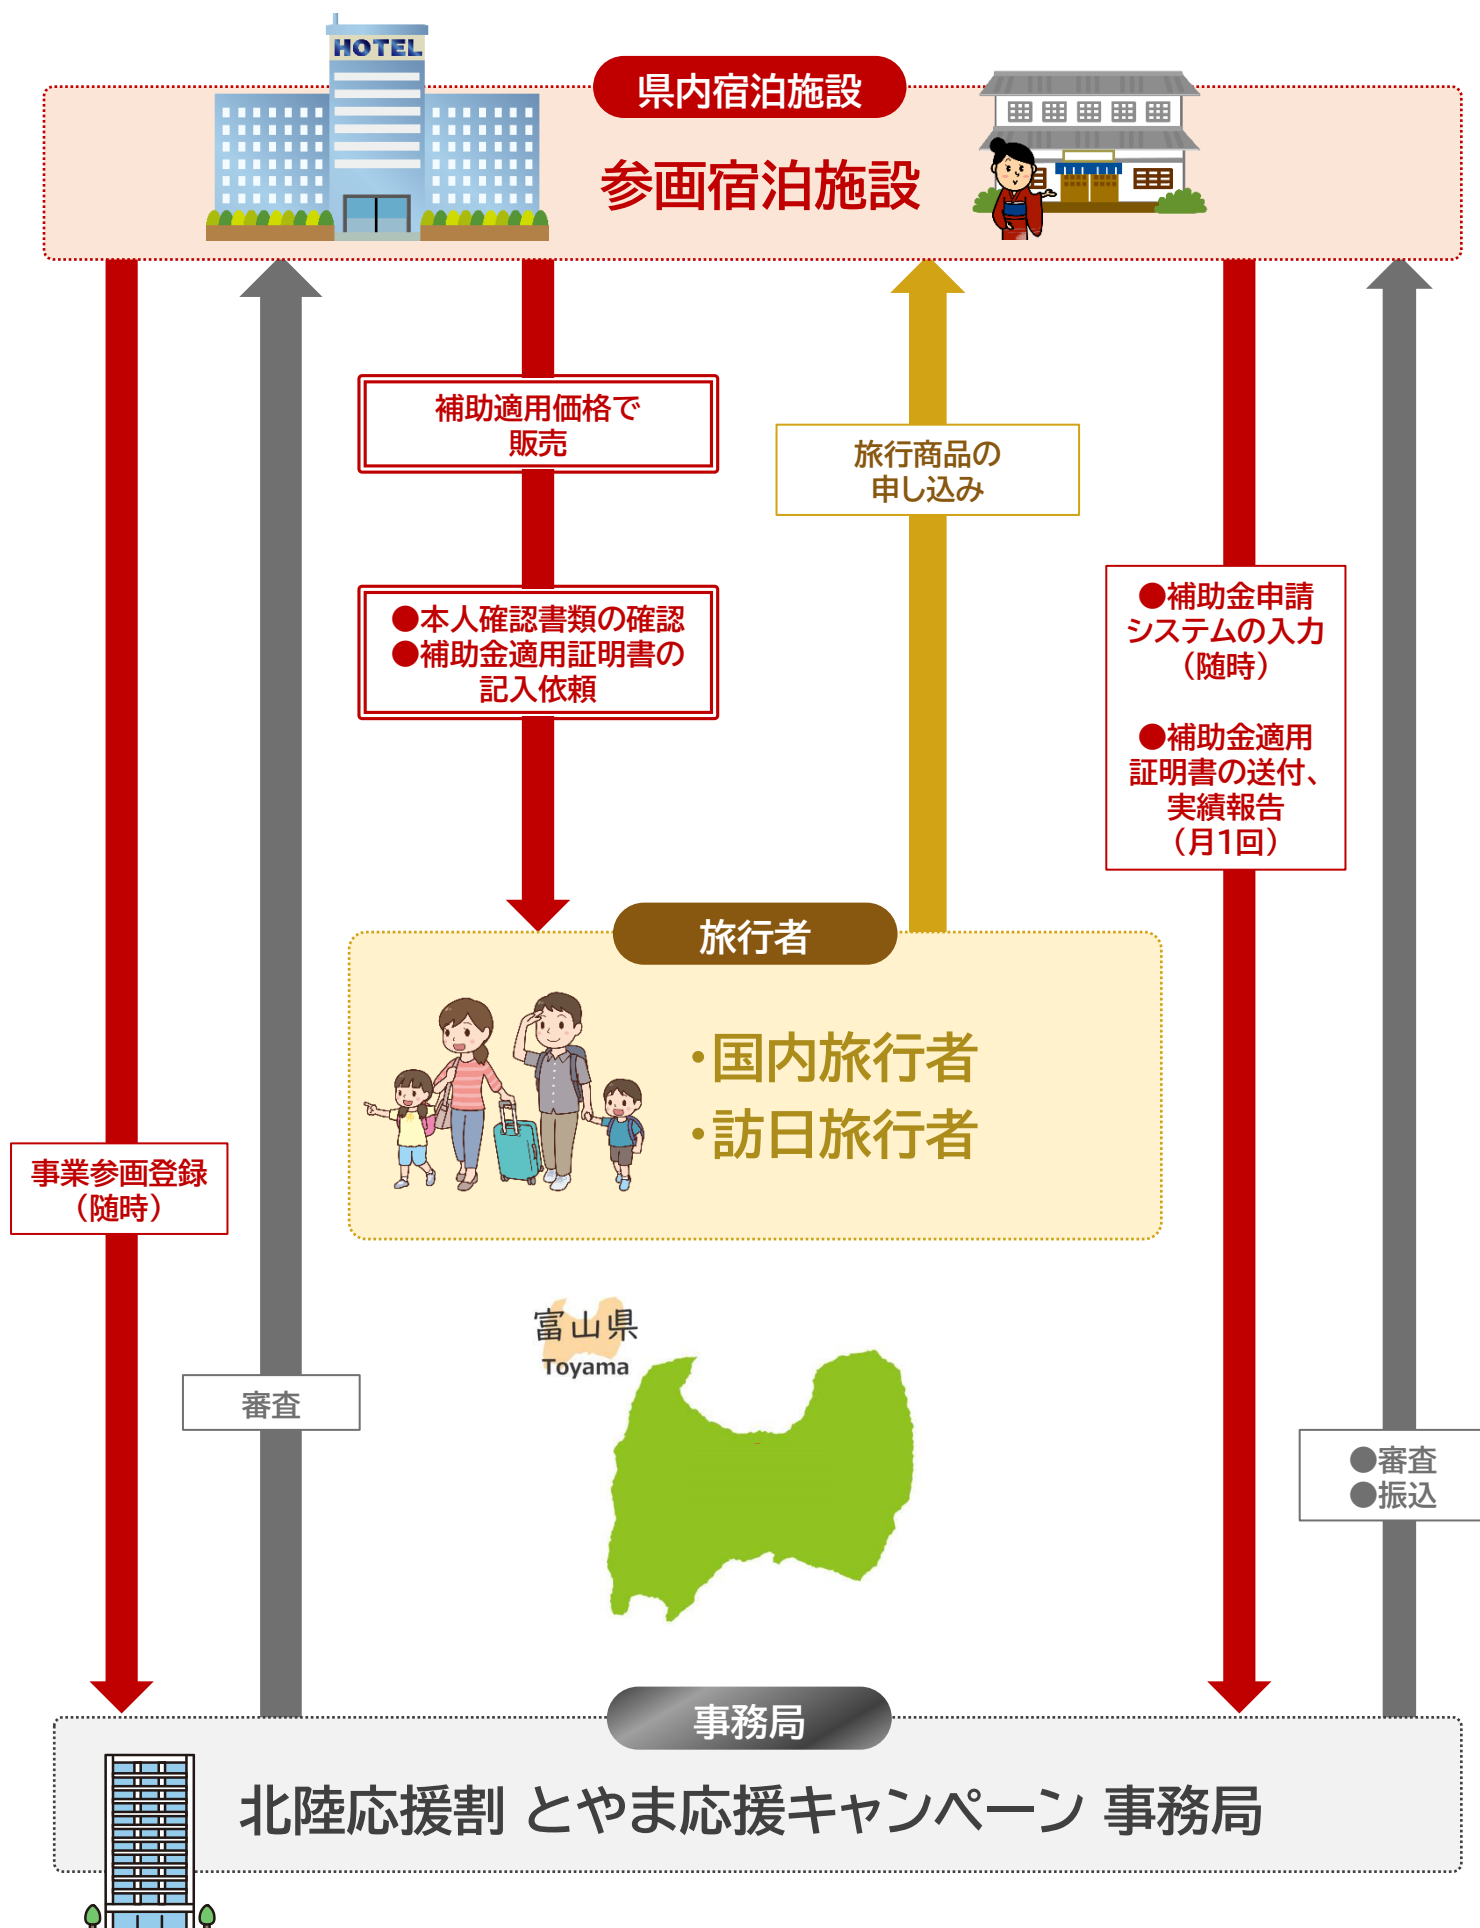 HOTEL
県内宿泊施設
参画宿泊施設
補助適用価格で
販売
旅行商品の
申し込み
●本人確認書類の確認
●補助金適用証明書の
記入依頼
●補助金申請
システムの入力
（随時）
●補助金適用
証明書の送付、
実績報告
（月1回）
旅行者
・国内旅行者
・訪日旅行者
事業参画登録
（随時）
富山県
Toyama
審査
●審査
●振込
事務局
北陸応援割 とやま応援キャンペーン 事務局